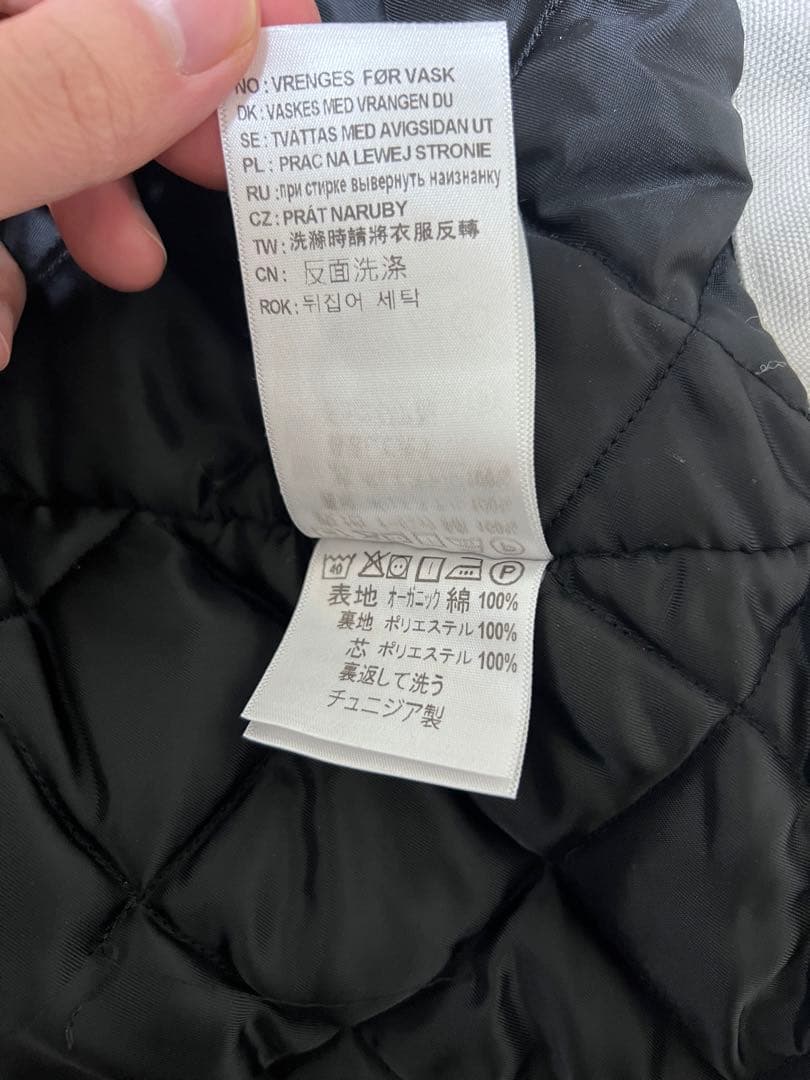 NO : VRENGES FØR VASK
DK : VASKES MED VRANGEN DU
SE : TVÄTTAS MED AVIGSIDAN UT
PL : PRAC NA LEWEJ STRONIE
RU : при стирке вывернуть наизнанку
CZ : PRÁT NARUBY
TW : 洗滌時請將衣服反轉
CN : 反面洗涤
ROK : 뒤집어 세탁
40 P
表地 オーガニック 綿 100%
裏地 ポリエステル 100%
芯 ポリエステル 100%
裏返して洗う
チュニジア製